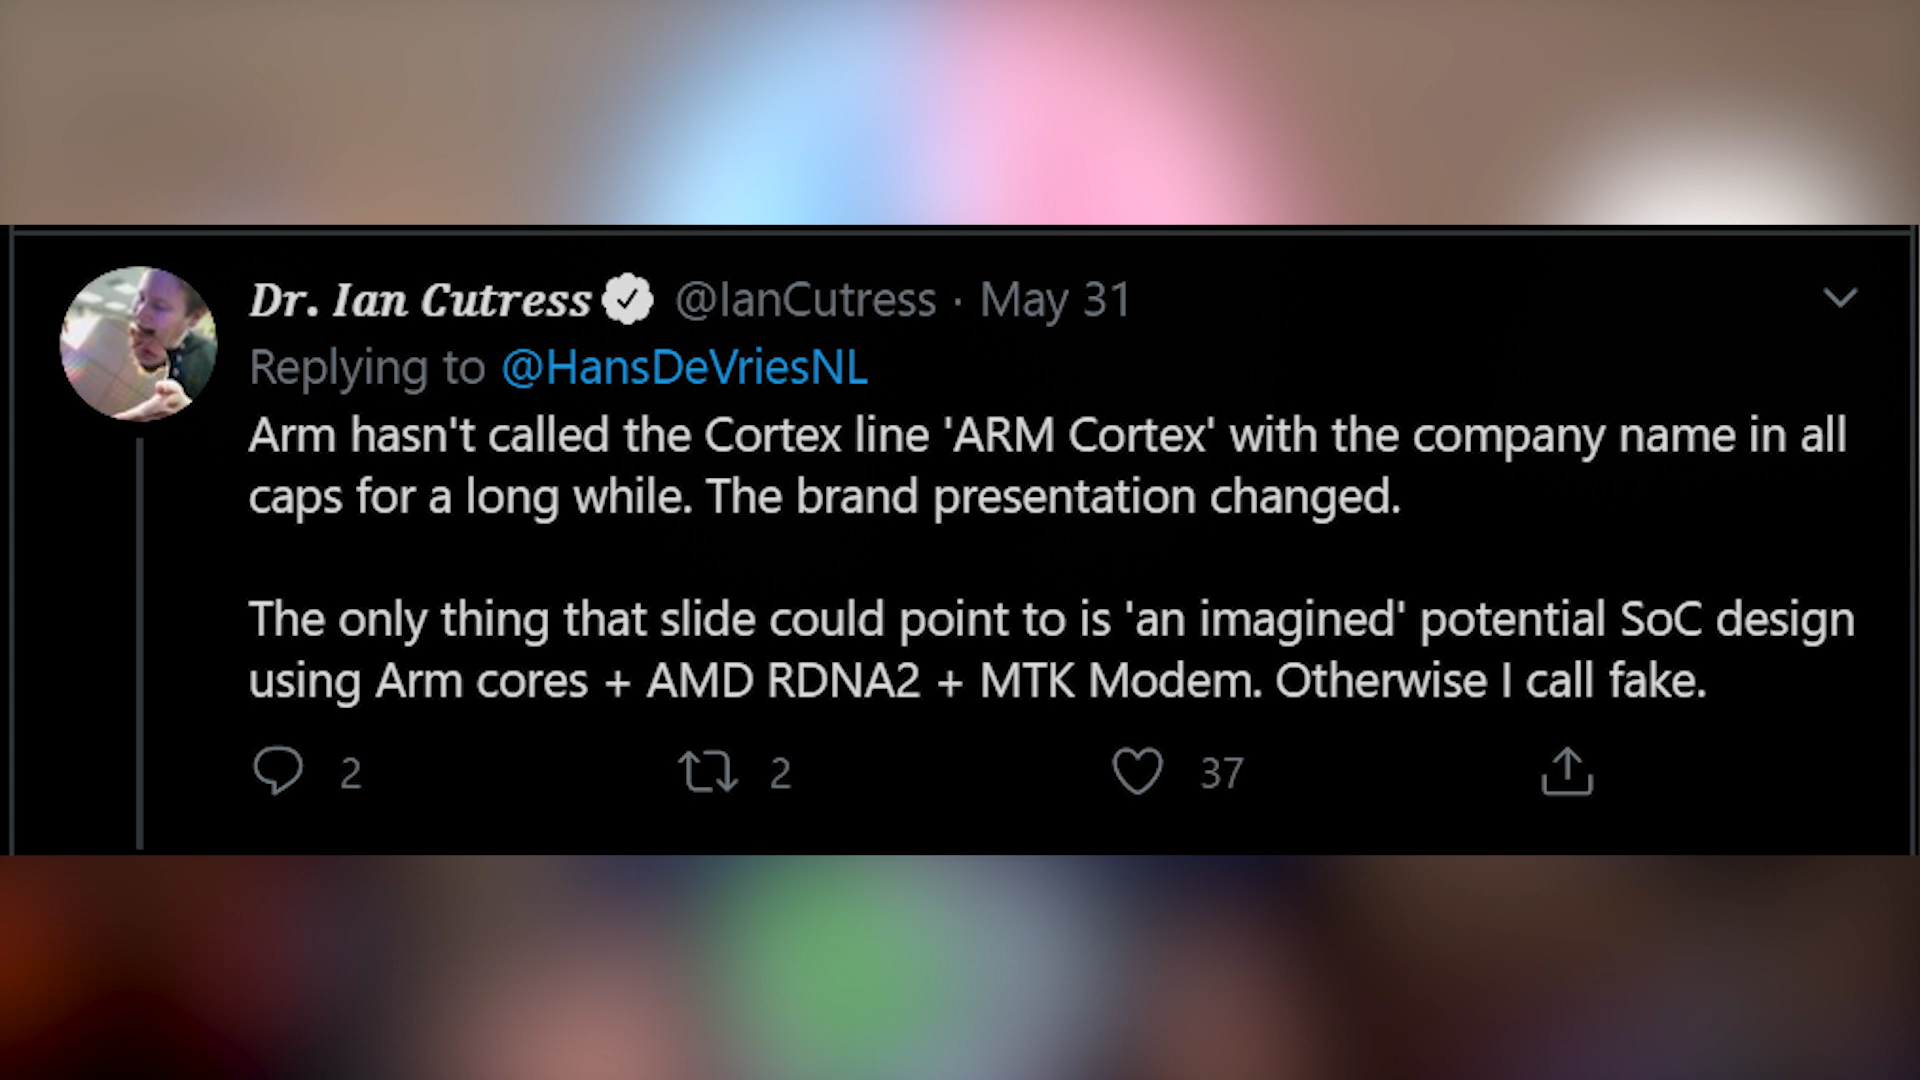 Dr. Ian Cutress @IanCutress · May 31
Replying to @HansDeVriesNL
Arm hasn't called the Cortex line 'ARM Cortex' with the company name in all
caps for a long while. The brand presentation changed.
The only thing that slide could point to is 'an imagined' potential SoC design
using Arm cores + AMD RDNA2 + MTK Modem. Otherwise I call fake.
2 2 37